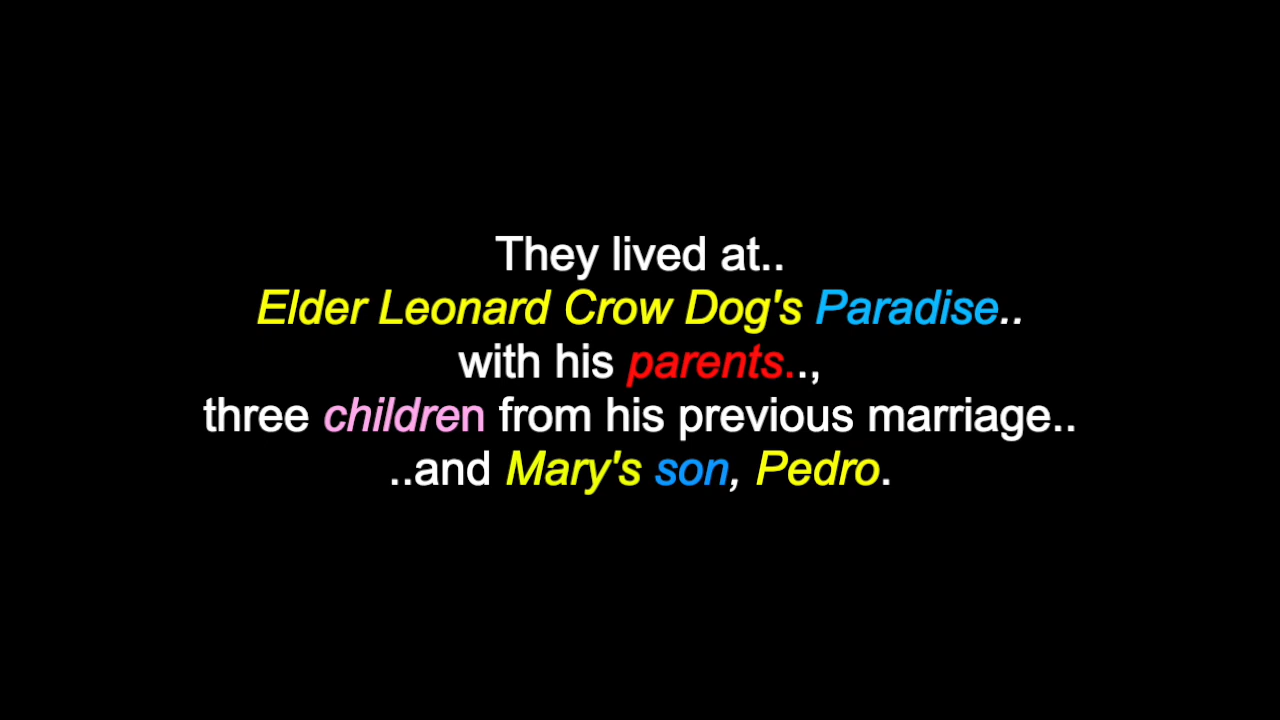 They lived at..
Elder Leonard Crow Dog's Paradise..
with his parents..,
three children from his previous marriage..
..and Mary's son, Pedro.